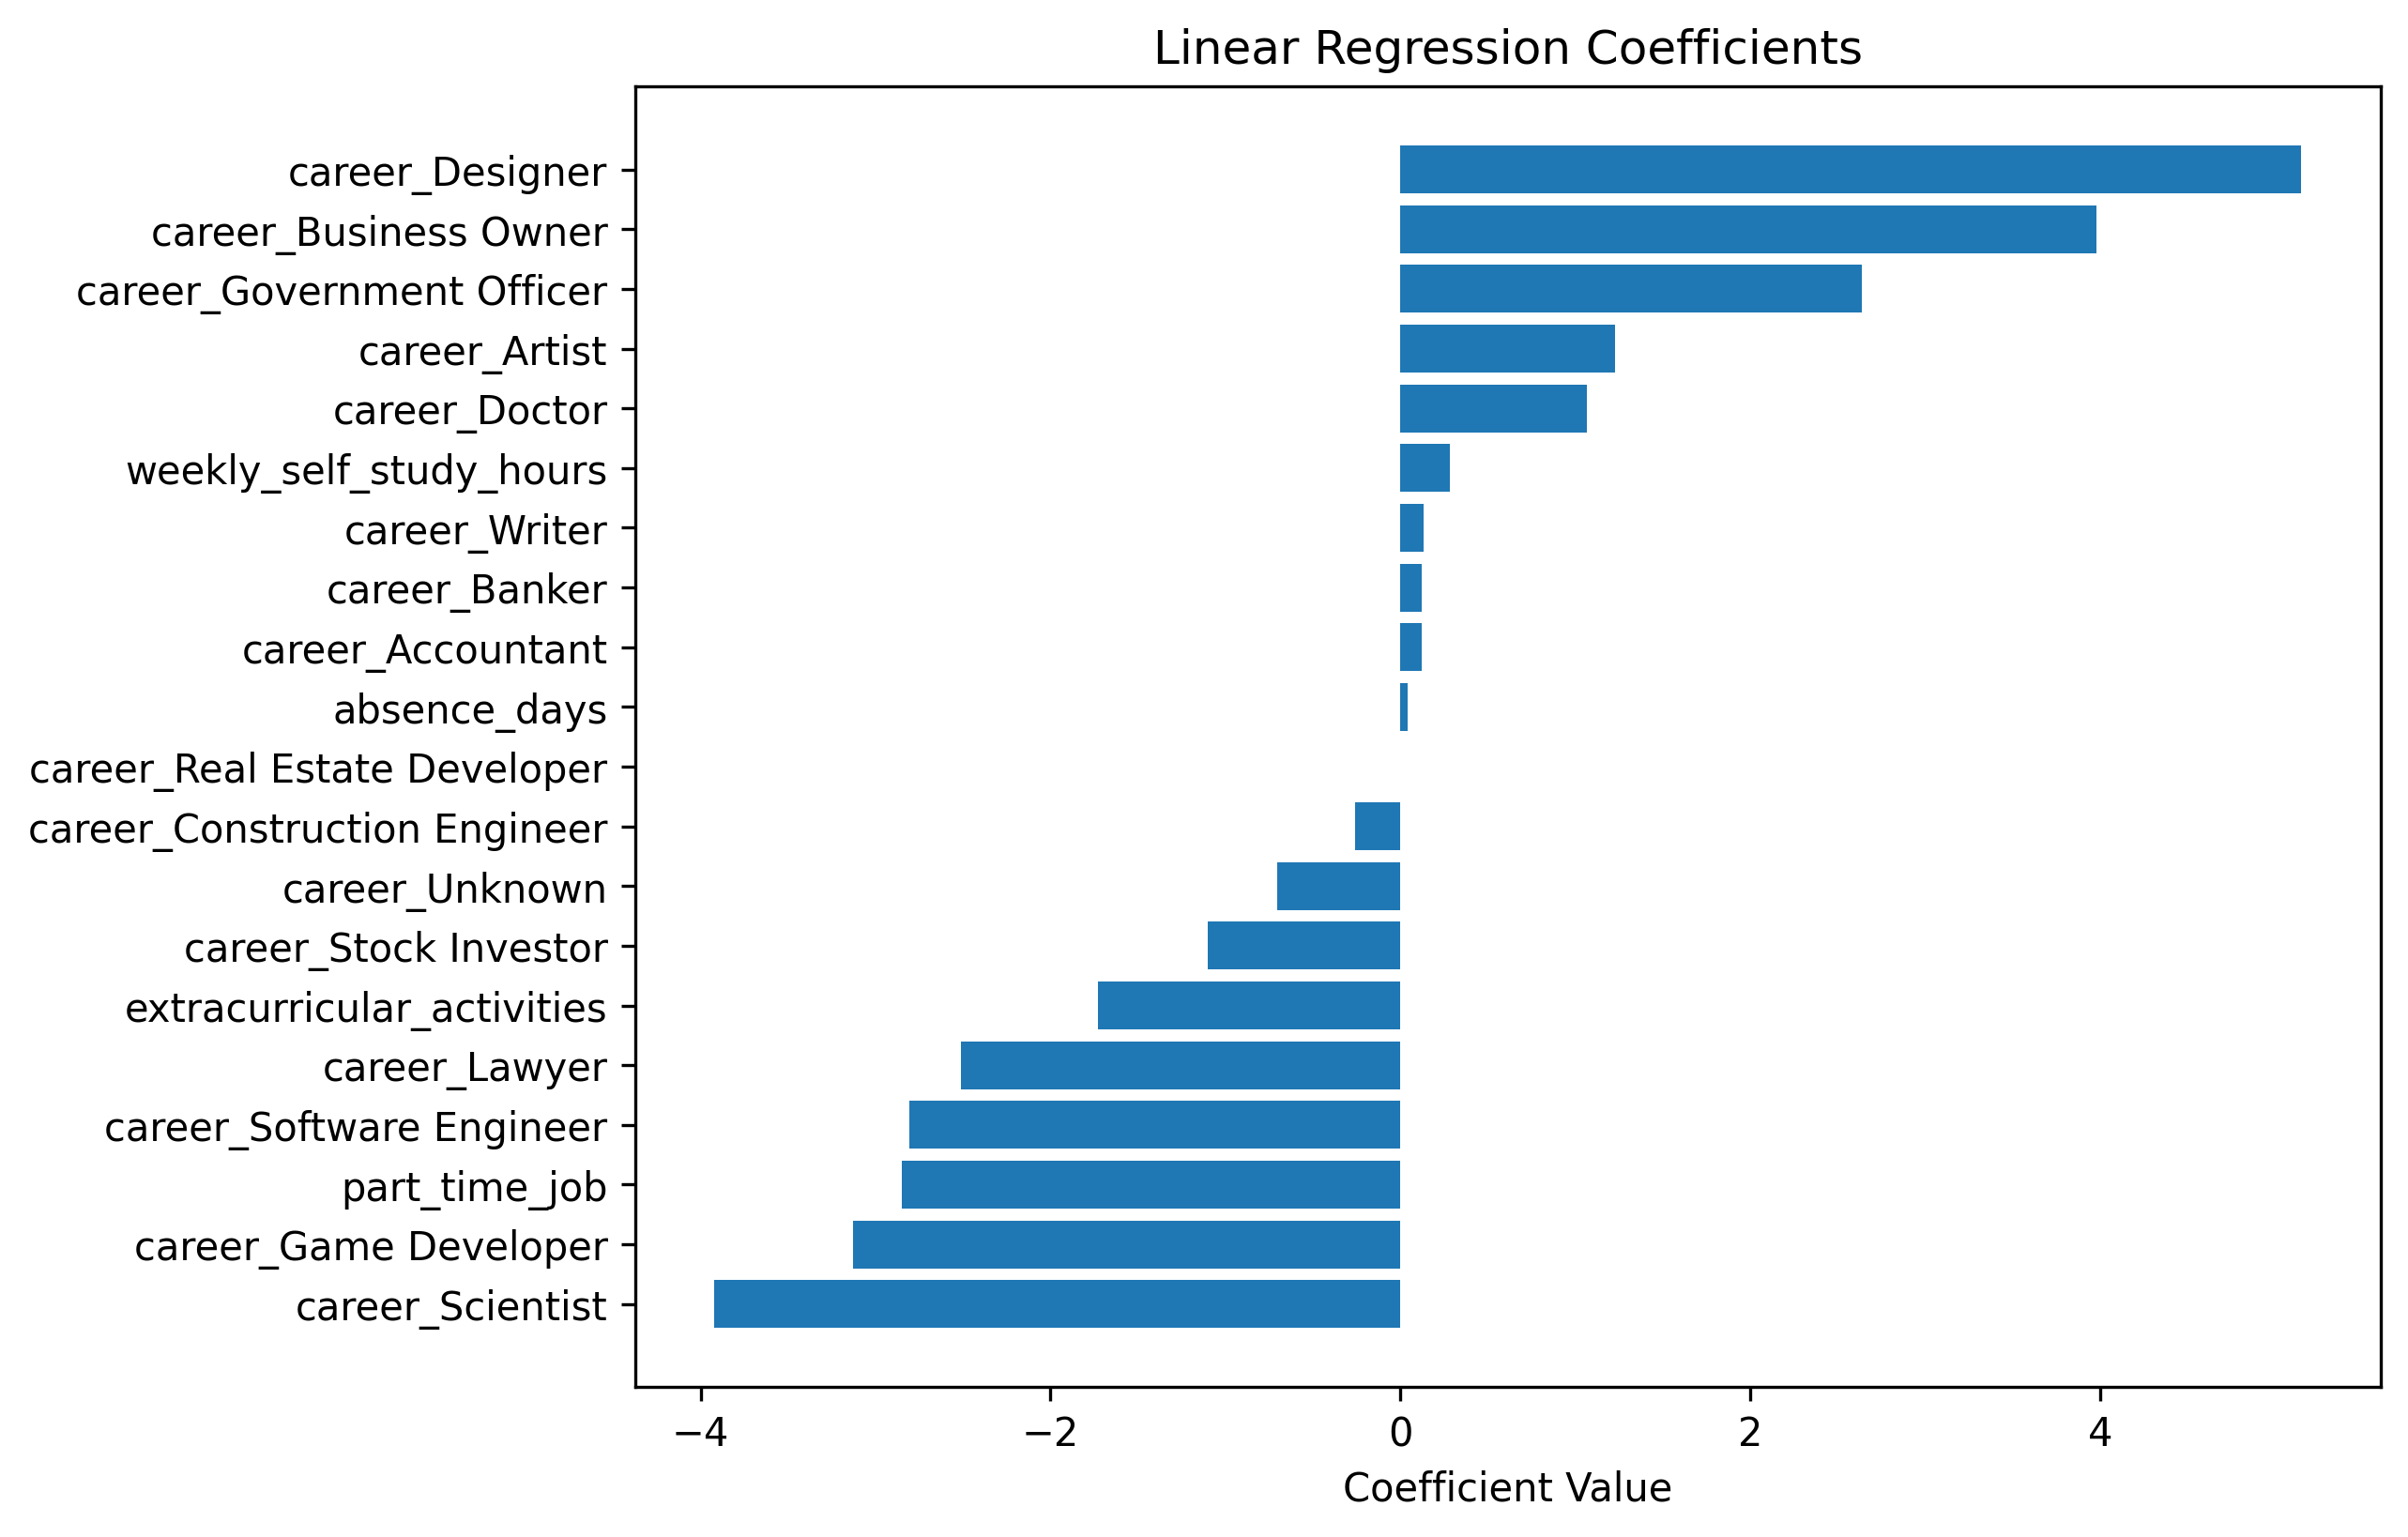 Linear Regression Coefficients
career_Designer
career_Business Owner
career_Government Officer
career_Artist
career_Doctor
weekly_self_study_hours
career_Writer
career_Banker
career_Accountant
absence_days
career_Real Estate Developer
career_Construction Engineer
career_Unknown
career_Stock Investor
extracurricular_activities
career_Lawyer
career_Software Engineer
part_time_job
career_Game Developer
career_Scientist
−4 −2 0 2 4
Coefficient Value